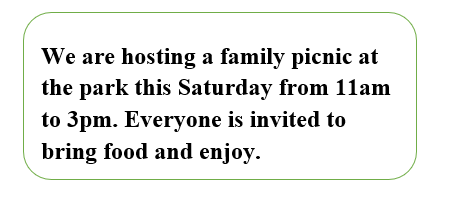 We are hosting a family picnic at
the park this Saturday from 11am
to 3pm. Everyone is invited to
bring food and enjoy.